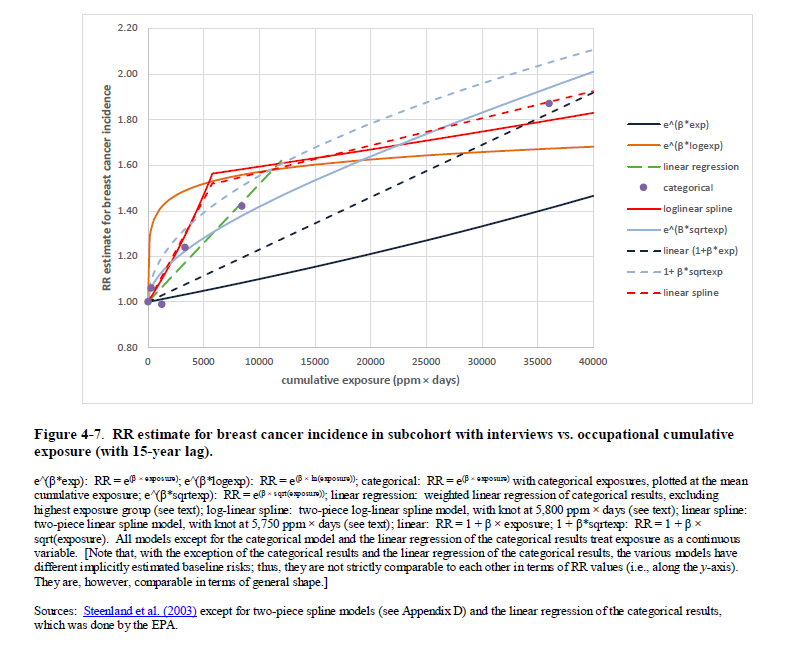 2.20
2.00
1.80
1.60
1.40
1.20
1.00
0.80
RR estimate for breast cancer incidence
0 5000 10000 15000 20000 25000 30000 35000 40000
cumulative exposure (ppm × days)
e^(β*exp)
e^(β*logexp)
linear regression
categorical
loglinear spline
e^(B*sqrtexp)
linear (1+β*exp)
1+ β*sqrtexp
linear spline
Figure 4-7. RR estimate for breast cancer incidence in subcohort with interviews vs. occupational cumulative
exposure (with 15-year lag).
e^(β*exp): RR = e(β × exposure); e^(β*logexp): RR = e(β × ln(exposure)); categorical: RR = e(β × exposure) with categorical exposures, plotted at the mean
cumulative exposure; e^(β*sqrtexp): RR = e(β × sqrt(exposure)); linear regression: weighted linear regression of categorical results, excluding
highest exposure group (see text); log-linear spline: two-piece log-linear spline model, with knot at 5,800 ppm × days (see text); linear spline:
two-piece linear spline model, with knot at 5,750 ppm × days (see text); linear: RR = 1 + β × exposure; 1 + β*sqrtexp: RR = 1 + β ×
sqrt(exposure). All models except for the categorical model and the linear regression of the categorical results treat exposure as a continuous
variable. [Note that, with the exception of the categorical results and the linear regression of the categorical results, the various models have
different implicitly estimated baseline risks; thus, they are not strictly comparable to each other in terms of RR values (i.e., along the y-axis).
They are, however, comparable in terms of general shape.]
Sources: Steenland et al. (2003) except for two-piece spline models (see Appendix D) and the linear regression of the categorical results,
which was done by the EPA.